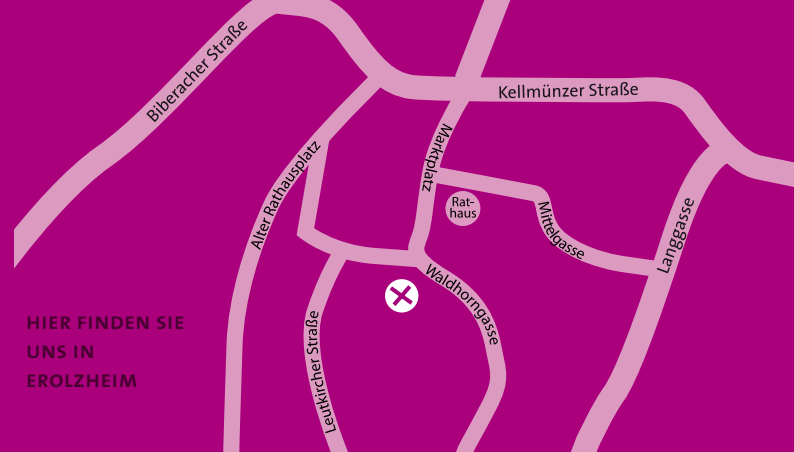 Biberacher Straße
Kellmünzer Straße
Marktplatz
Alter Rathausplatz
Rat-
haus
Mittelgasse
Langgasse
Waldhorngasse
Leutkircher Straße
HIER FINDEN SIE
UNS IN
EROLZHEIM